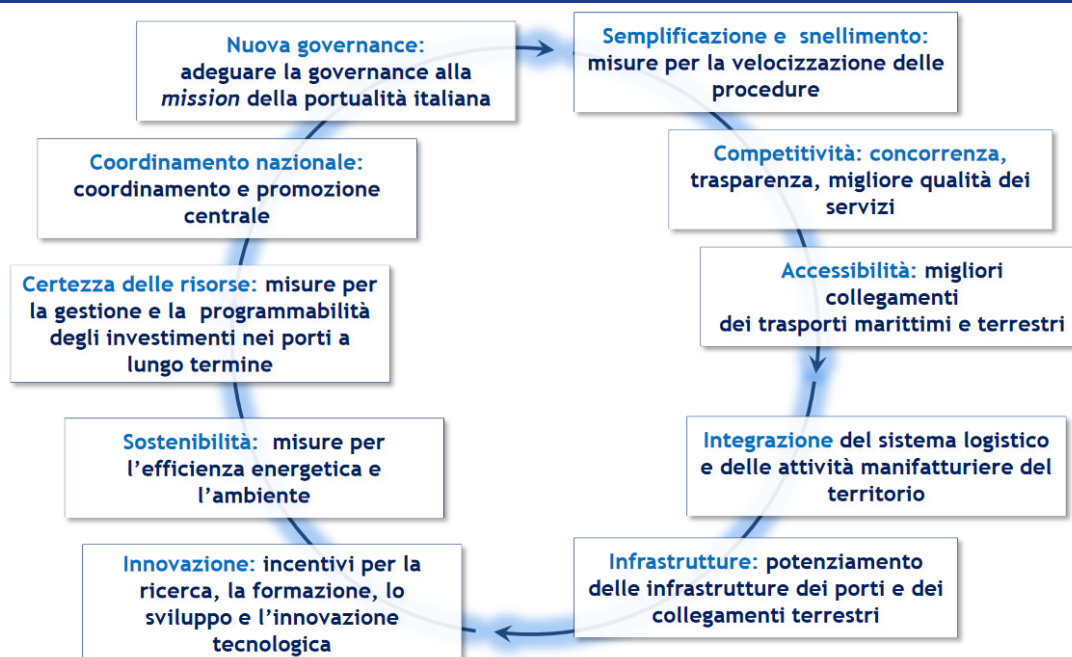 Nuova governance:
adeguare la governance alla
mission della portualità italiana
Semplificazione e snellimento:
misure per la velocizzazione delle
procedure
Competitività: concorrenza,
trasparenza, migliore qualità dei
servizi
Accessibilità: migliori
collegamenti
dei trasporti marittimi e terrestri
Integrazione del sistema logistico
e delle attività manifatturiere del
territorio
Infrastrutture: potenziamento
delle infrastrutture dei porti e dei
collegamenti terrestri
Innovazione: incentivi per la
ricerca, la formazione, lo
sviluppo e l’innovazione
tecnologica
Sostenibilità: misure per
l’efficienza energetica e
l’ambiente
Certezza delle risorse: misure per
la gestione e la programmabilità
degli investimenti nei porti a
lungo termine
Coordinamento nazionale:
coordinamento e promozione
centrale